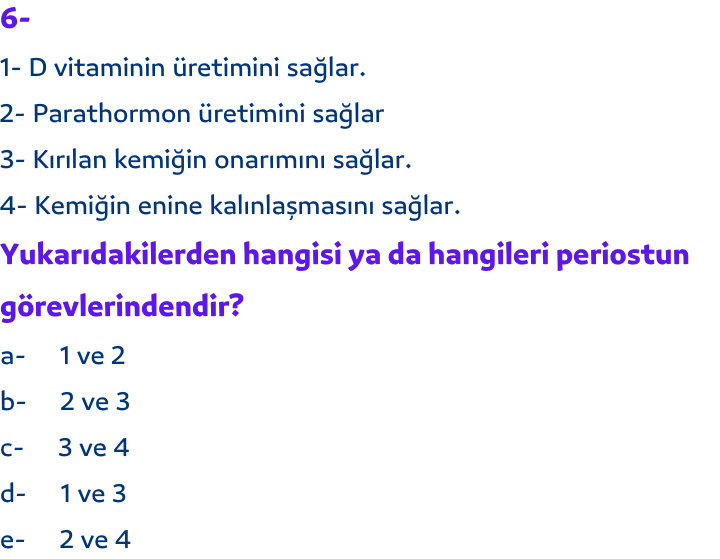 6-
1- D vitaminin üretimini sağlar.
2- Parathormon üretimini sağlar
3- Kırılan kemiğin onarımını sağlar.
4- Kemiğin enine kalınlaşmasını sağlar.
Yukarıdakilerden hangisi ya da hangileri periostun
görevlerindendir?
a- 1 ve 2
b- 2 ve 3
c- 3 ve 4
d- 1 ve 3
e- 2 ve 4